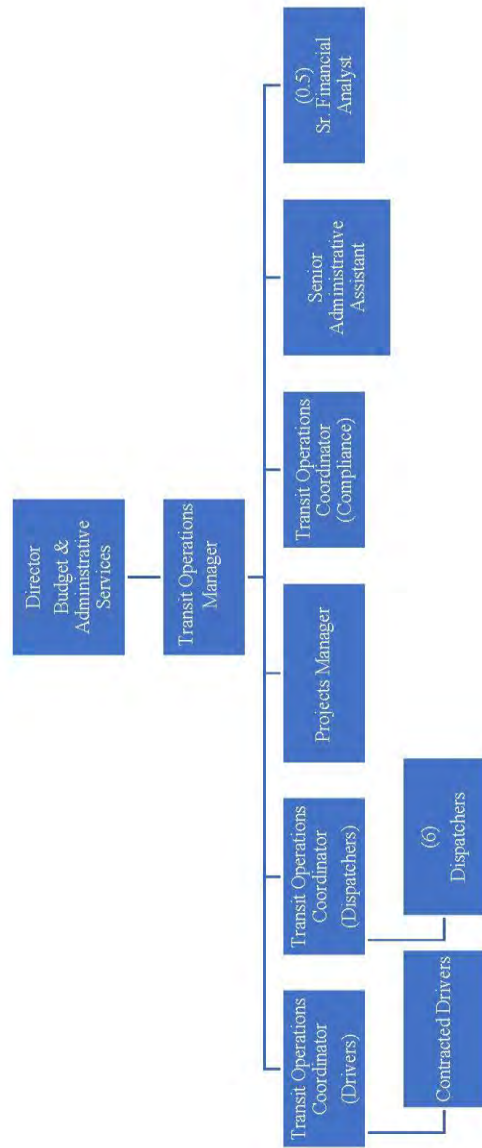 Director
Budget &
Administrative
Services
Transit Operations
Manager
Transit Operations
Coordinator
(Drivers)
Transit Operations
Coordinator
(Dispatchers)
Projects Manager
Transit Operations
Coordinator
(Compliance)
Senior
Administrative
Assistant
(0.5)
Sr. Financial
Analyst
Contracted Drivers
(6)
Dispatchers